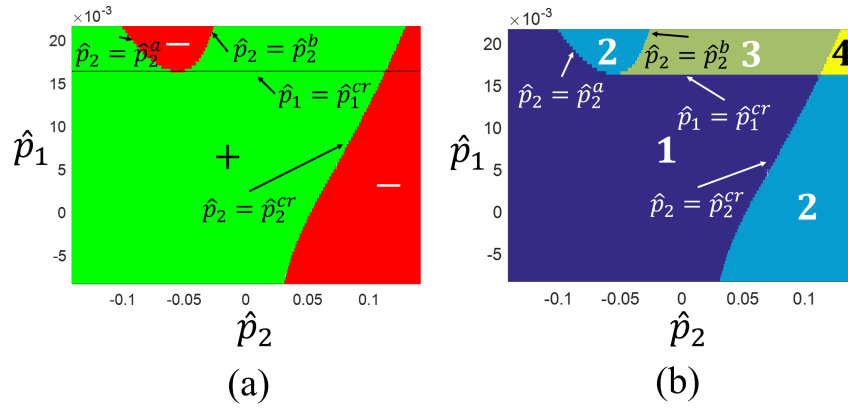 ×10⁻³
20
15
10
5
0
-5
p̂₁
-0.1
-0.05
0
0.05
0.1
p̂₂
p̂₂ = p̂₂ᵃ
−
p̂₂ = p̂₂ᵇ
p̂₁ = p̂₁ᶜʳ
+
p̂₂ = p̂₂ᶜʳ
−
(a)
×10⁻³
20
15
10
5
0
-5
p̂₁
-0.1
-0.05
0
0.05
0.1
p̂₂
2
p̂₂ = p̂₂ᵇ
3
4
p̂₂ = p̂₂ᵃ
p̂₁ = p̂₁ᶜʳ
1
p̂₂ = p̂₂ᶜʳ
2
(b)